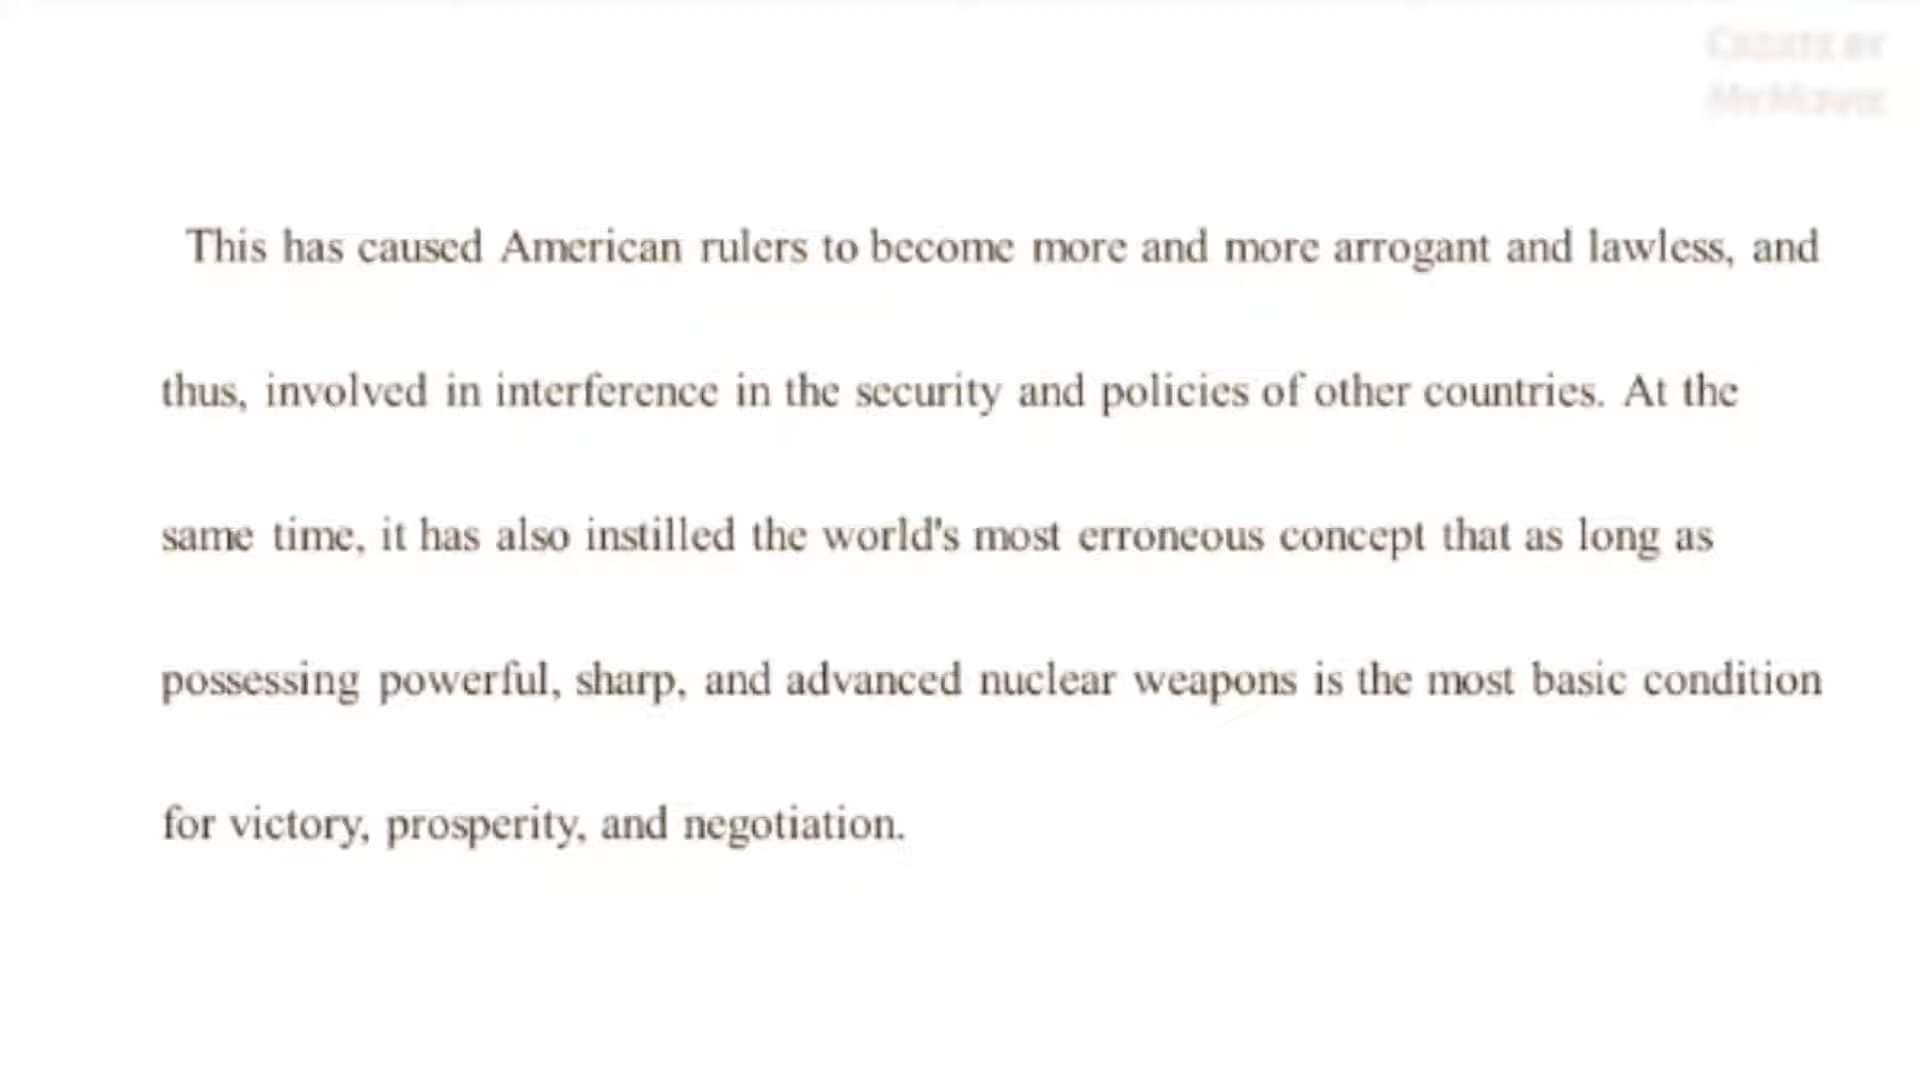 This has caused American rulers to become more and more arrogant and lawless, and
thus, involved in interference in the security and policies of other countries. At the
same time, it has also instilled the world's most erroneous concept that as long as
possessing powerful, sharp, and advanced nuclear weapons is the most basic condition
for victory, prosperity, and negotiation.